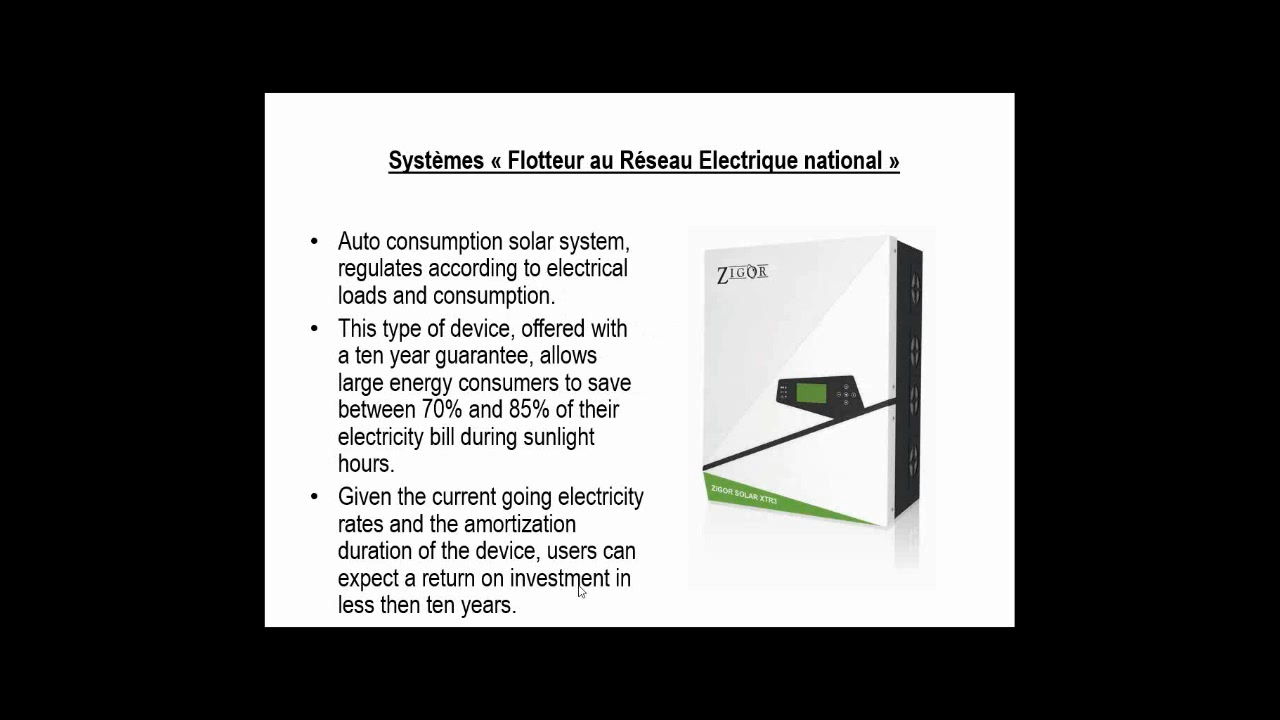 Systèmes « Flotteur au Réseau Electrique national »
• Auto consumption solar system,
regulates according to electrical
loads and consumption.
• This type of device, offered with
a ten year guarantee, allows
large energy consumers to save
between 70% and 85% of their
electricity bill during sunlight
hours.
• Given the current going electricity
rates and the amortization
duration of the device, users can
expect a return on investment in
less then ten years.
ZIGOR
ZIGOR SOLAR XTR3